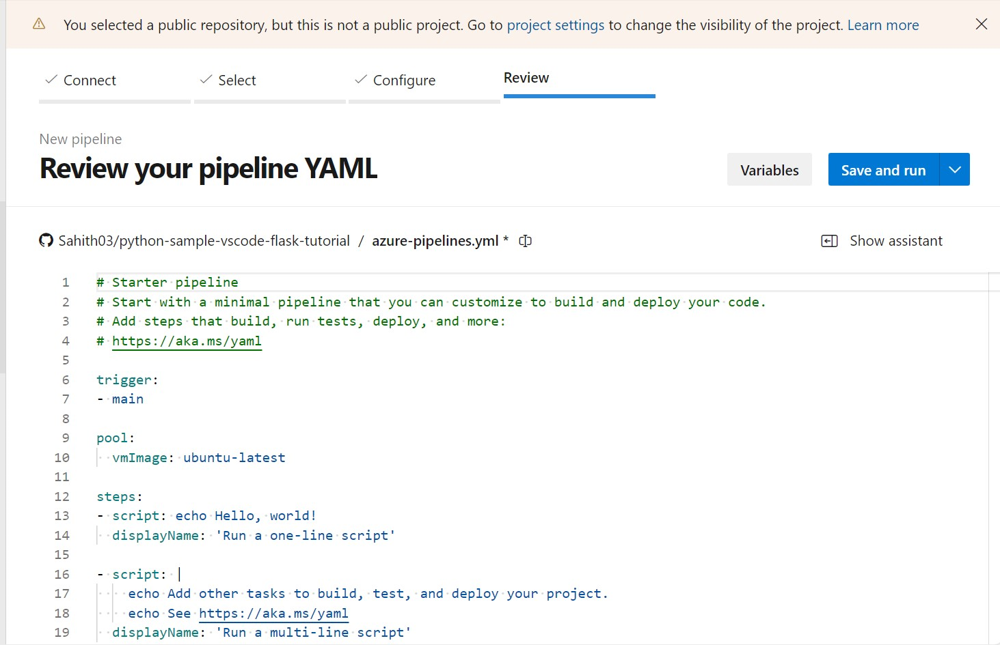 You selected a public repository, but this is not a public project. Go to project settings to change the visibility of the project. Learn more
Connect
Select
Configure
Review
New pipeline
Review your pipeline YAML
Variables
Save and run
Sahith03/python-sample-vscode-flask-tutorial / azure-pipelines.yml *
Show assistant
1 # Starter pipeline
2 # Start with a minimal pipeline that you can customize to build and deploy your code.
3 # Add steps that build, run tests, deploy, and more:
4 # https://aka.ms/yaml
5
6 trigger:
7 - main
8
9 pool:
10   vmImage: ubuntu-latest
11
12 steps:
13 - script: echo Hello, world!
14   displayName: 'Run a one-line script'
15
16 - script: |
17     echo Add other tasks to build, test, and deploy your project.
18     echo See https://aka.ms/yaml
19   displayName: 'Run a multi-line script'